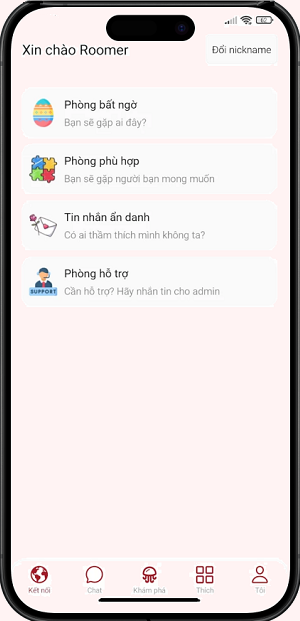 Xin chào Roomer
Đổi nickname
Phòng bất ngờ
Bạn sẽ gặp ai đây?
Phòng phù hợp
Bạn sẽ gặp người bạn mong muốn
Tin nhắn ẩn danh
Có ai thầm thích mình không ta?
Phòng hỗ trợ
SUPPORT
Cần hỗ trợ? Hãy nhắn tin cho admin
Kết nối
Chat
Khám phá
Thích
Tôi